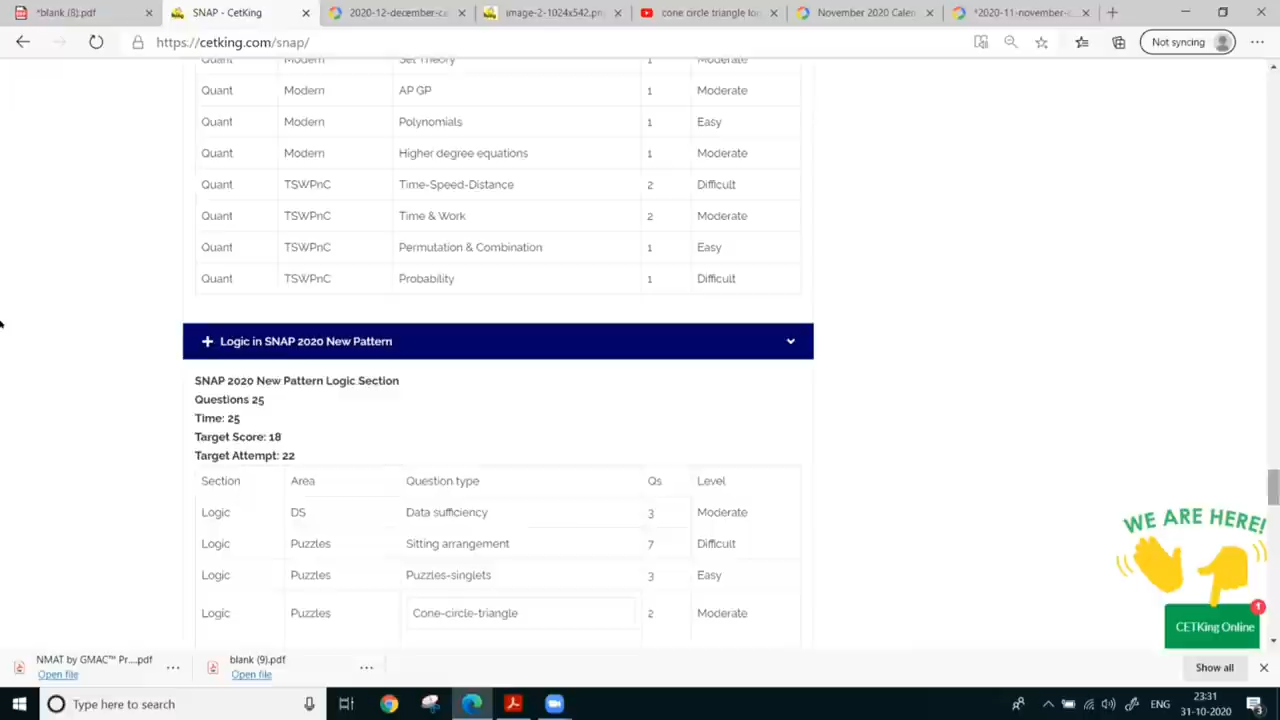 *blank (8).pdf
SNAP - CetKing
2020-12-december-ca
image-2-1024x542.pn
cone circle triangle lo
November 2020 Calen
*2020-11-november-c
https://cetking.com/snap/
Not syncing
Quant Modern Set Theory 1 Moderate
Quant Modern AP GP 1 Moderate
Quant Modern Polynomials 1 Easy
Quant Modern Higher degree equations 1 Moderate
Quant TSWPnC Time-Speed-Distance 2 Difficult
Quant TSWPnC Time & Work 2 Moderate
Quant TSWPnC Permutation & Combination 1 Easy
Quant TSWPnC Probability 1 Difficult
Logic in SNAP 2020 New Pattern
SNAP 2020 New Pattern Logic Section
Questions 25
Time: 25
Target Score: 18
Target Attempt: 22
Section Area Question type Qs Level
Logic DS Data sufficiency 3 Moderate
Logic Puzzles Sitting arrangement 7 Difficult
Logic Puzzles Puzzles-singlets 3 Easy
Logic Puzzles Cone-circle-triangle 2 Moderate
WE ARE HERE!
1
CETKing Online
NMAT by GMAC™ Pr....pdf
Open file
blank (9).pdf
Open file
Show all
Type here to search
ENG
23:31
31-10-2020
3